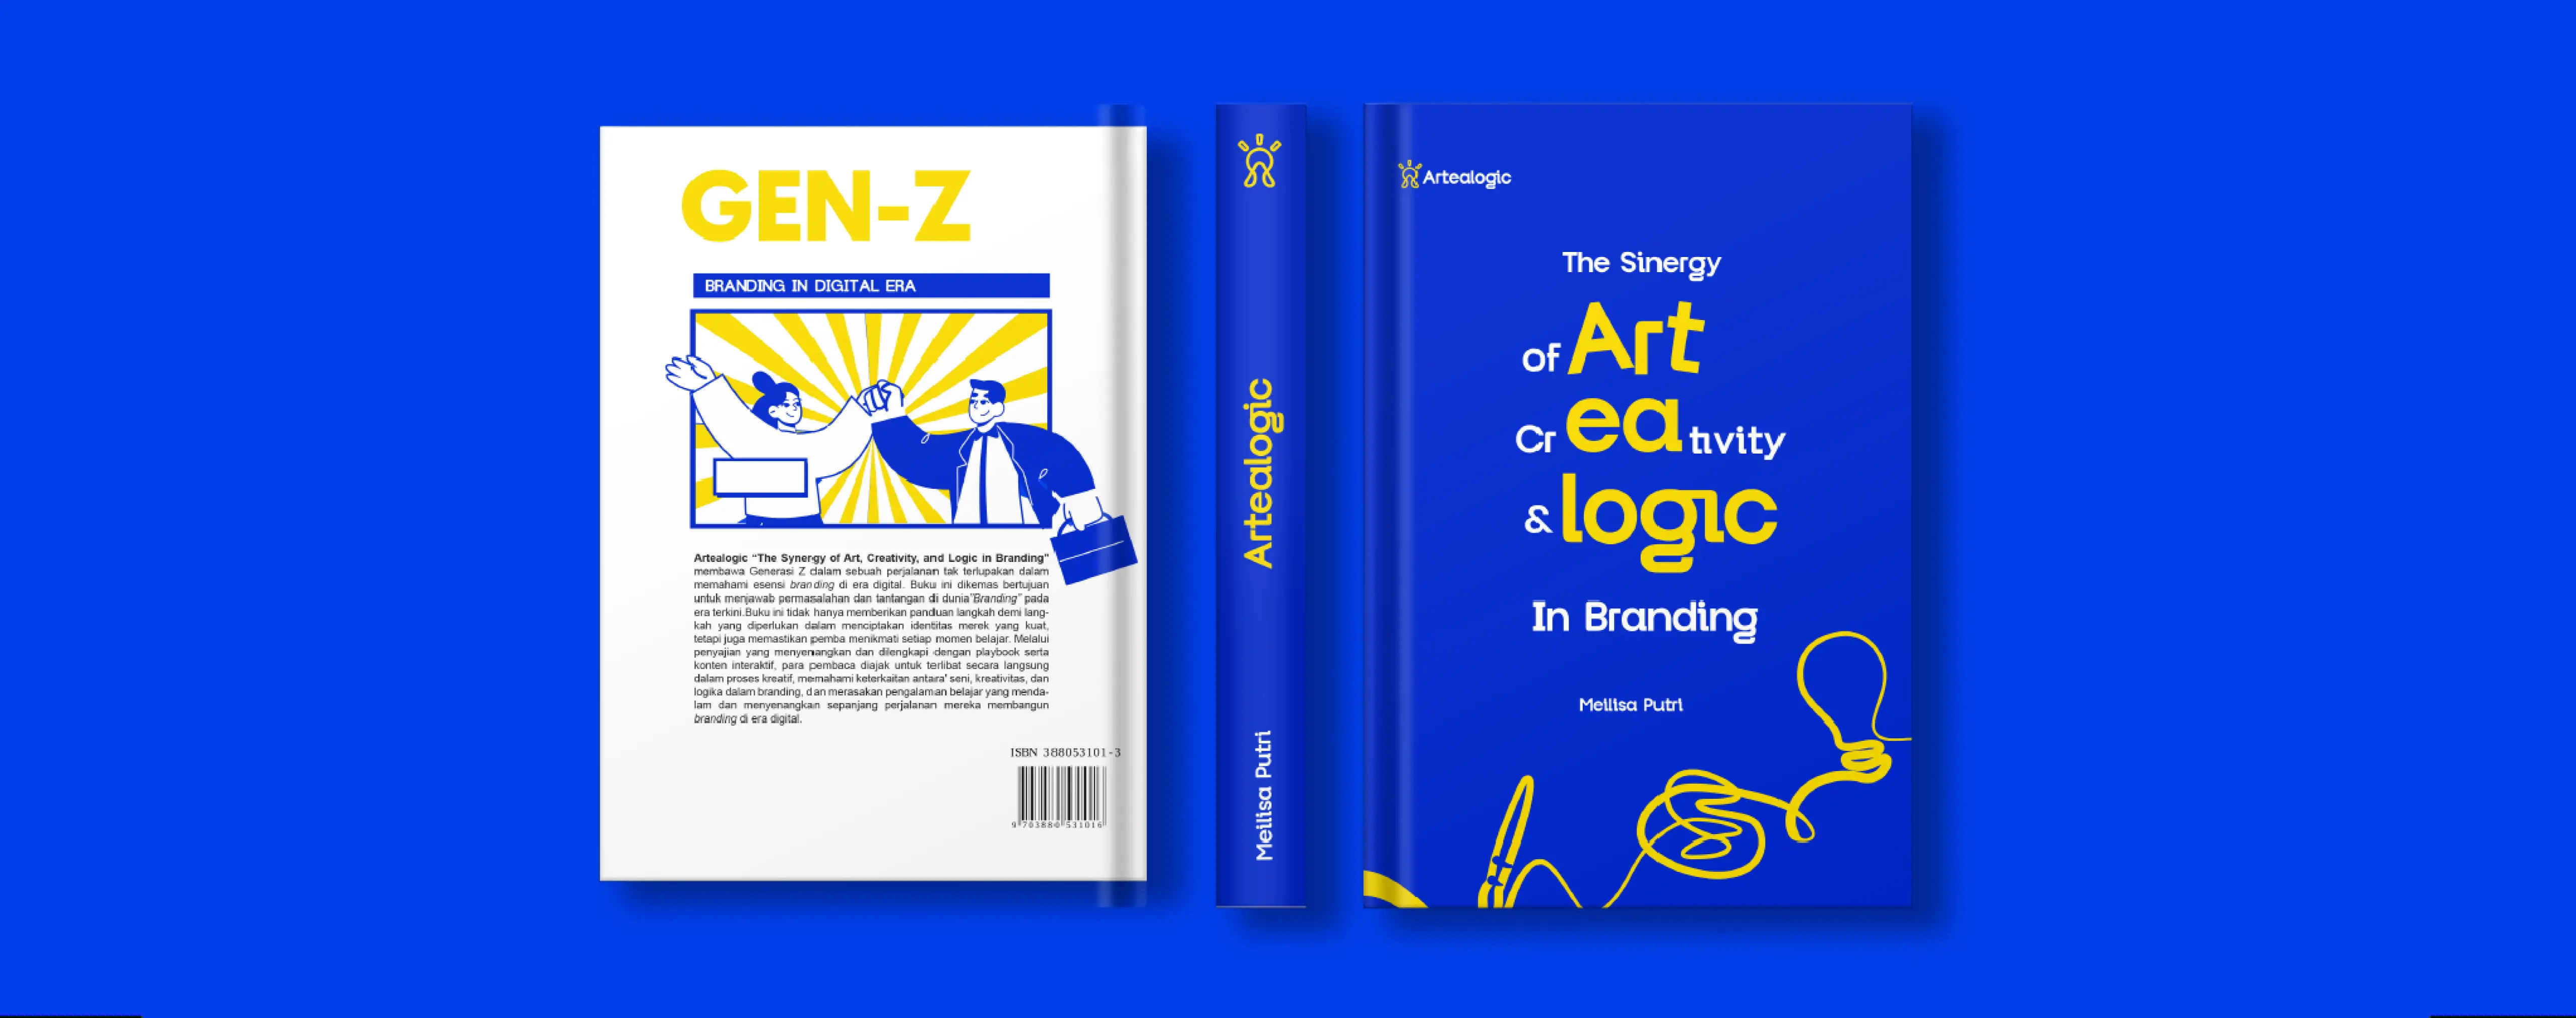 GEN-Z
BRANDING IN DIGITAL ERA
Artealogic “The Synergy of Art, Creativity, and Logic in Branding”
membawa Generasi Z dalam sebuah perjalanan tak terlupakan dalam
memahami esensi branding di era digital. Buku ini dikemas bertujuan
untuk menjawab permasalahan dan tantangan di dunia"Branding" pada
era terkini.Buku ini tidak hanya memberikan panduan langkah demi lang-
kah yang diperlukan dalam menciptakan identitas merek yang kuat,
tetapi juga memastikan pemba menikmati setiap momen belajar. Melalui
penyajian yang menyenangkan dan dilengkapi dengan playbook serta
konten interaktif, para pembaca diajak untuk terlibat secara langsung
dalam proses kreatif, memahami keterkaitan antara' seni, kreativitas, dan
logika dalam branding, dan merasakan pengalaman belajar yang menda-
lam dan menyenangkan sepanjang perjalanan mereka membangun
branding di era digital.
ISBN 388053101-3
9 703880 531016
Artealogic
Meilisa Putri
Artealogic
The Sinergy
of Art
Creativity
& logic
In Branding
Meilisa Putri